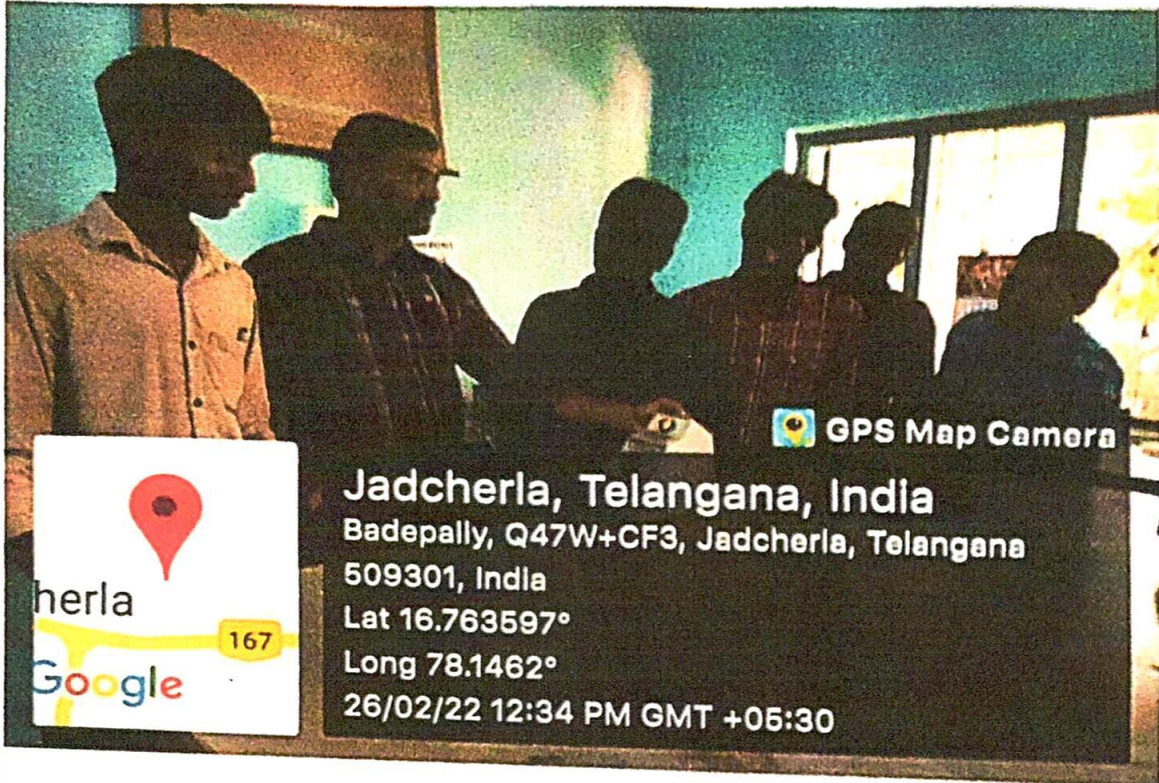 GPS Map Camera
Jadcherla, Telangana, India
Badepally, Q47W+CF3, Jadcherla, Telangana
509301, India
Lat 16.763597°
Long 78.1462°
26/02/22 12:34 PM GMT +05:30
herla
167
Google